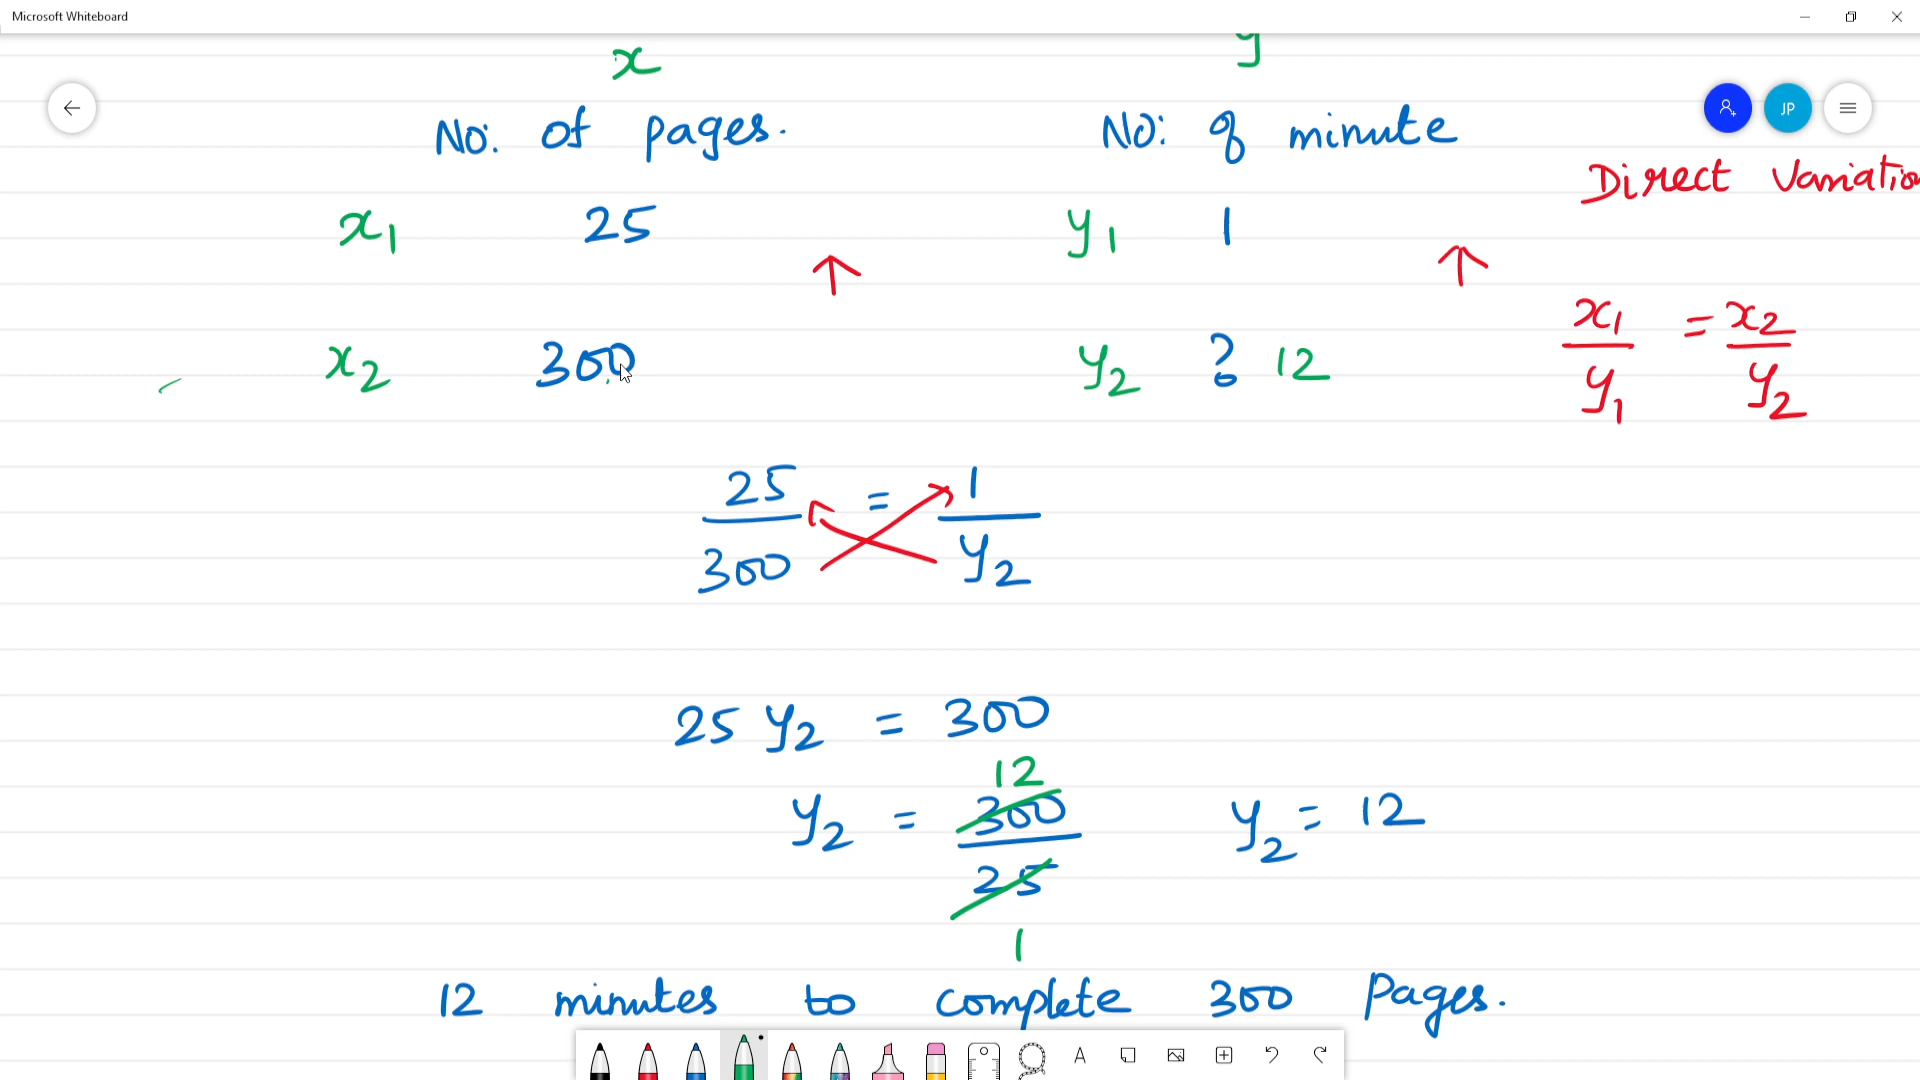 Microsoft Whiteboard
x y
No: of pages. No: of minute
JP
Direct Variation
x1 25 y1 1
x2 300 y2 ? 12
x1/y1 = x2/y2
25/300 = 1/y2
25 y2 = 300
12
y2 = 300/25 y2 = 12
1
12 minutes to complete 300 Pages.
A